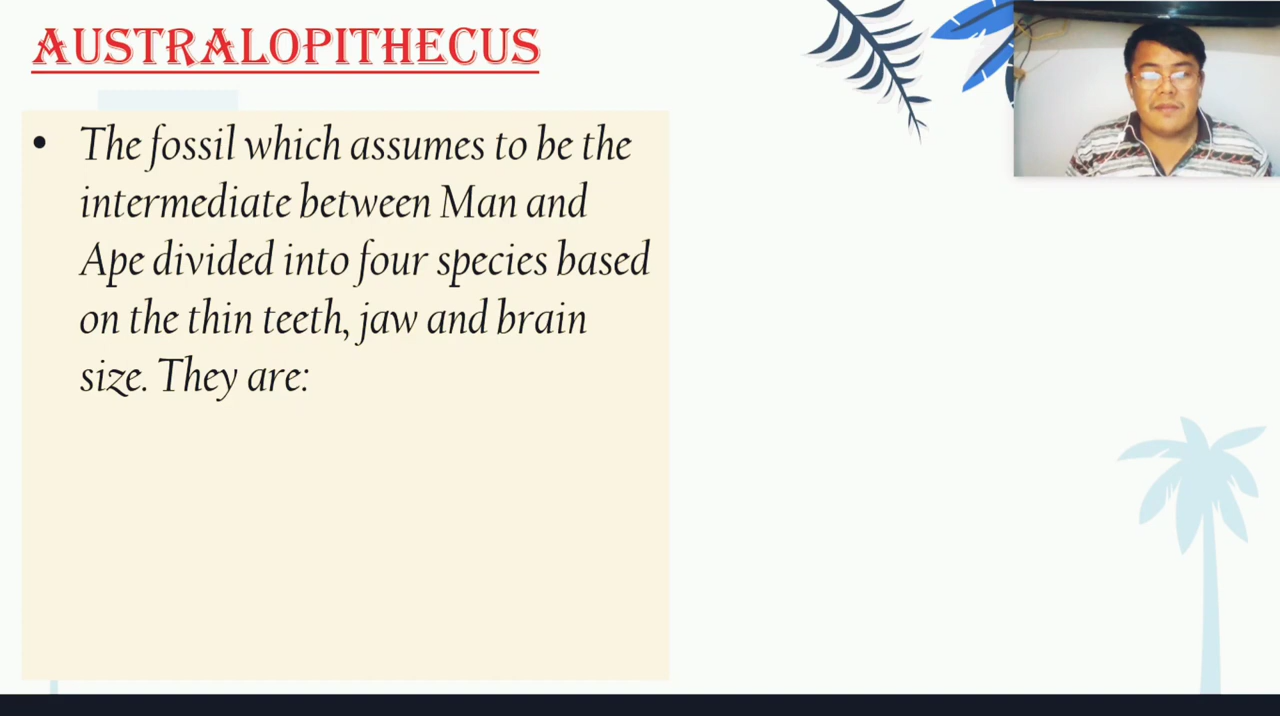 AUSTRALOPITHECUS
• The fossil which assumes to be the
intermediate between Man and
Ape divided into four species based
on the thin teeth, jaw and brain
size. They are: